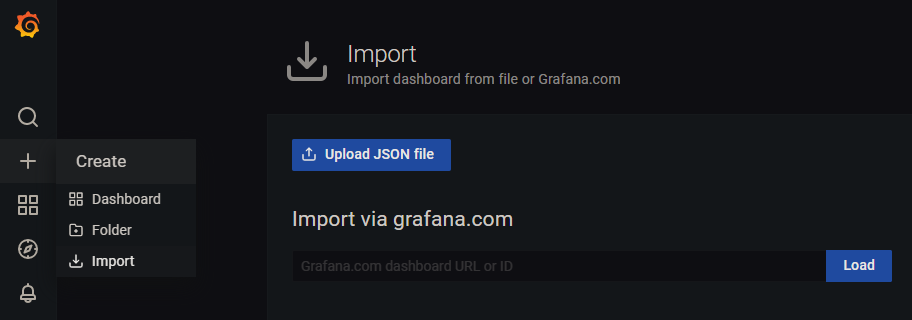 Import
Import dashboard from file or Grafana.com
Create
Upload JSON file
Dashboard
Import via grafana.com
Folder
Import
Grafana.com dashboard URL or ID
Load